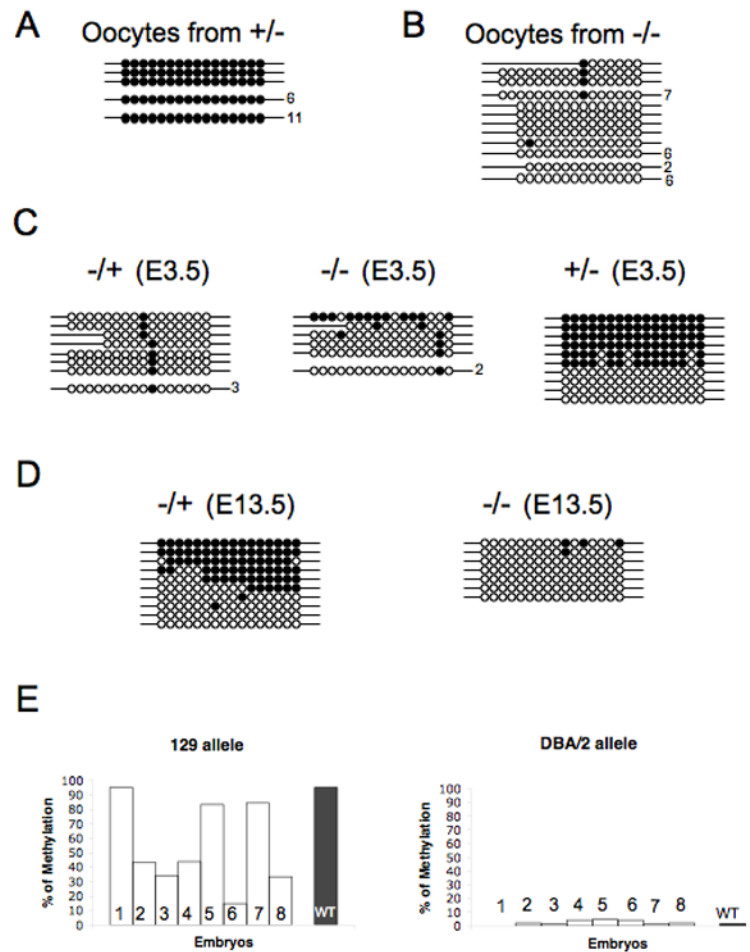 A
Oocytes from +/-
6
11
B
Oocytes from -/-
7
6
2
6
C
-/+ (E3.5)
3
-/- (E3.5)
2
+/- (E3.5)
D
-/+ (E13.5)
-/- (E13.5)
E
129 allele
% of Methylation
100
90
80
70
60
50
40
30
20
10
0
1 2 3 4 5 6 7 8 WT
Embryos
DBA/2 allele
% of Methylation
100
90
80
70
60
50
40
30
20
10
0
1 2 3 4 5 6 7 8 WT
Embryos